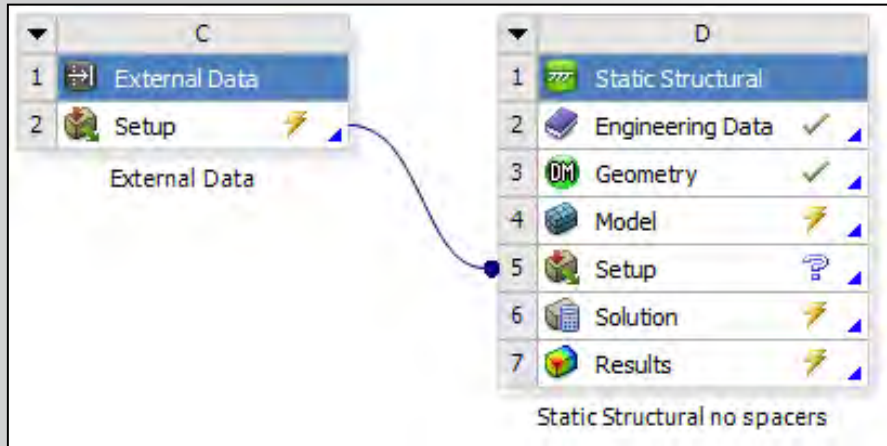 C
1 External Data
2 Setup
External Data
D
1 Static Structural
2 Engineering Data
3 DM Geometry
4 Model
5 Setup
6 Solution
7 Results
Static Structural no spacers